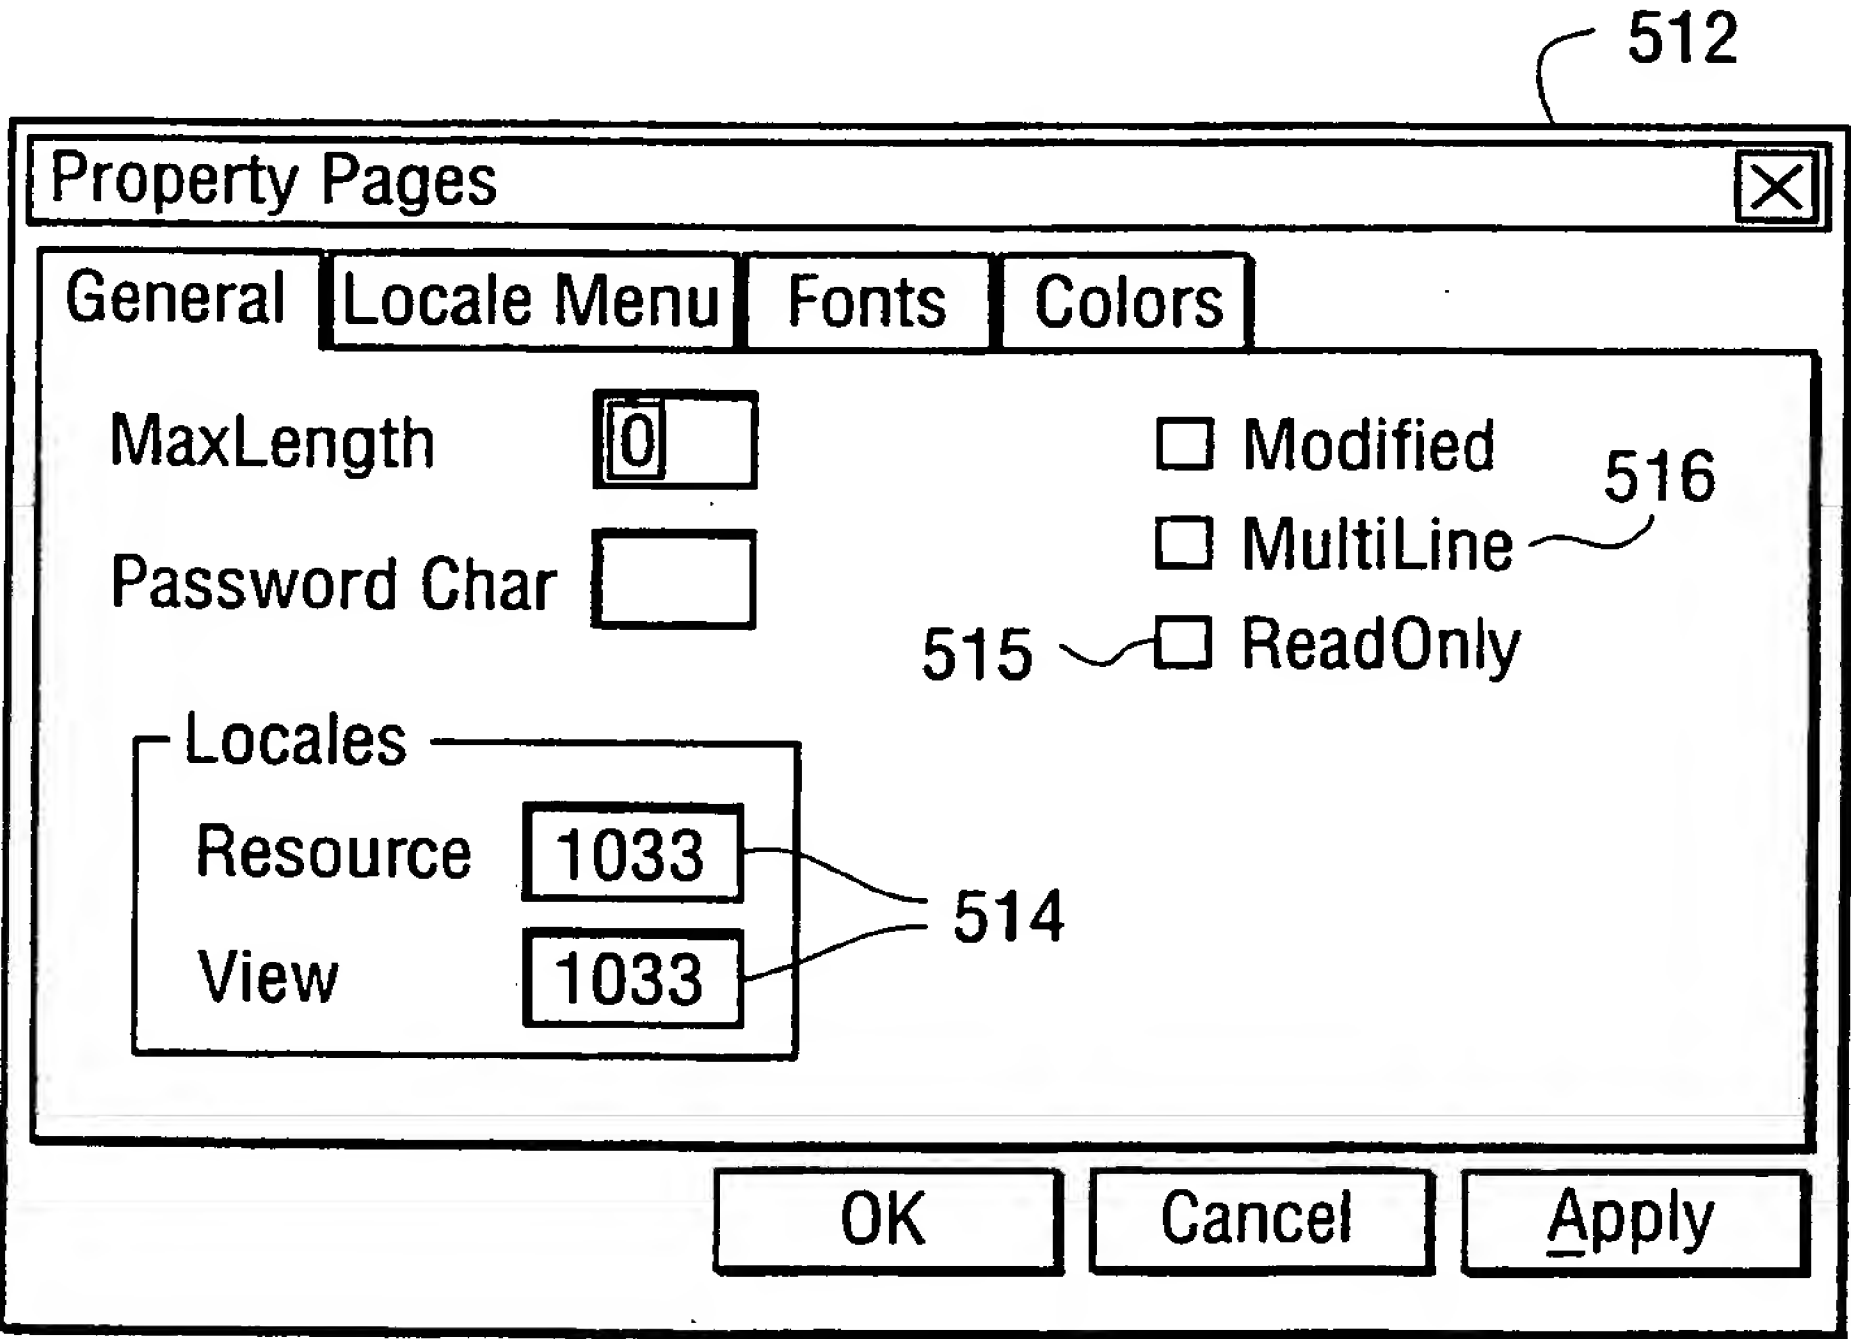 512
Property Pages
General Locale Menu Fonts Colors
MaxLength 0 Modified
516
Password Char MultiLine
515 ReadOnly
Locales
Resource 1033
514
View 1033
OK Cancel Apply